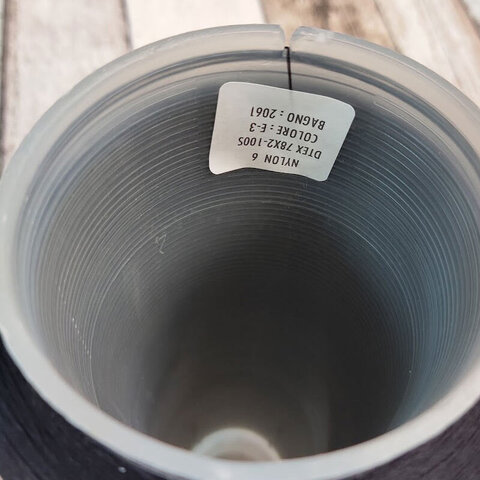 NYLON 6
DTEX 78X2-100S
COLORE : E-3
BAGNO : 2061